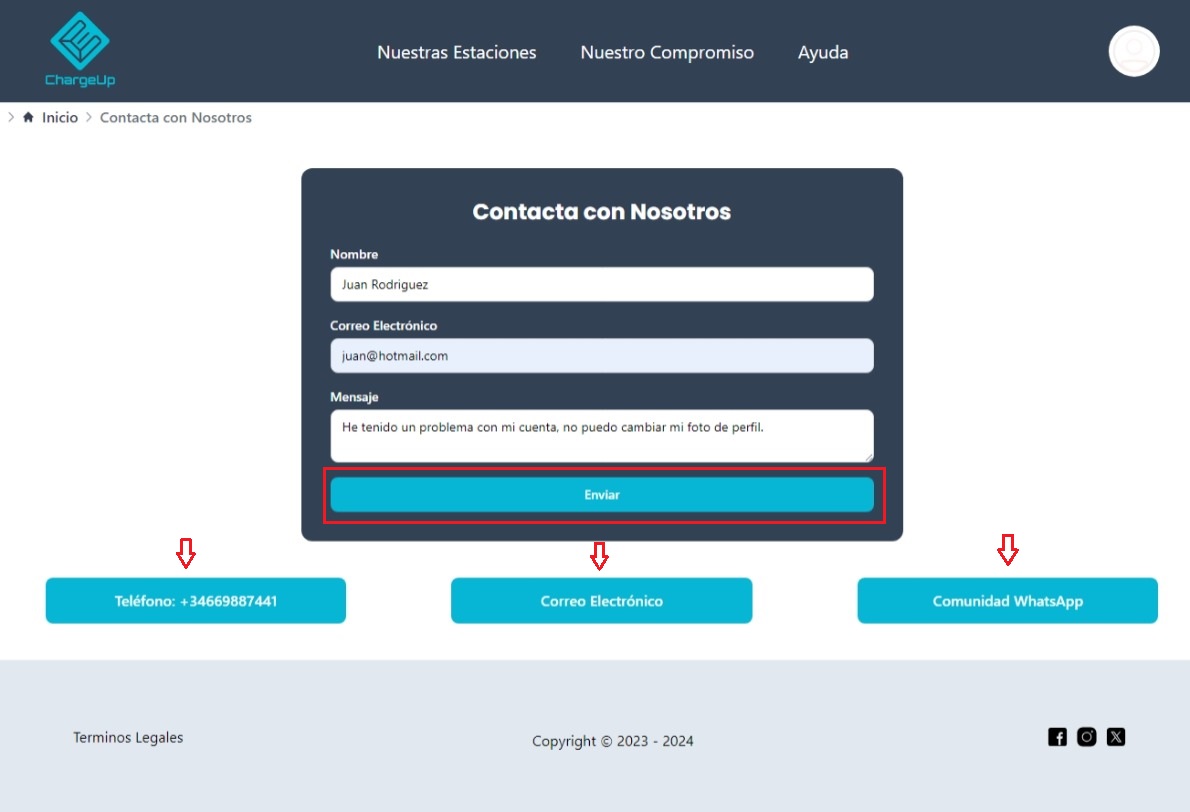 ChargeUp
Nuestras Estaciones
Nuestro Compromiso
Ayuda
Inicio
Contacta con Nosotros
Contacta con Nosotros
Nombre
Juan Rodriguez
Correo Electrónico
juan@hotmail.com
Mensaje
He tenido un problema con mi cuenta, no puedo cambiar mi foto de perfil.
Enviar
Teléfono: +34669887441
Correo Electrónico
Comunidad WhatsApp
Terminos Legales
Copyright © 2023 - 2024